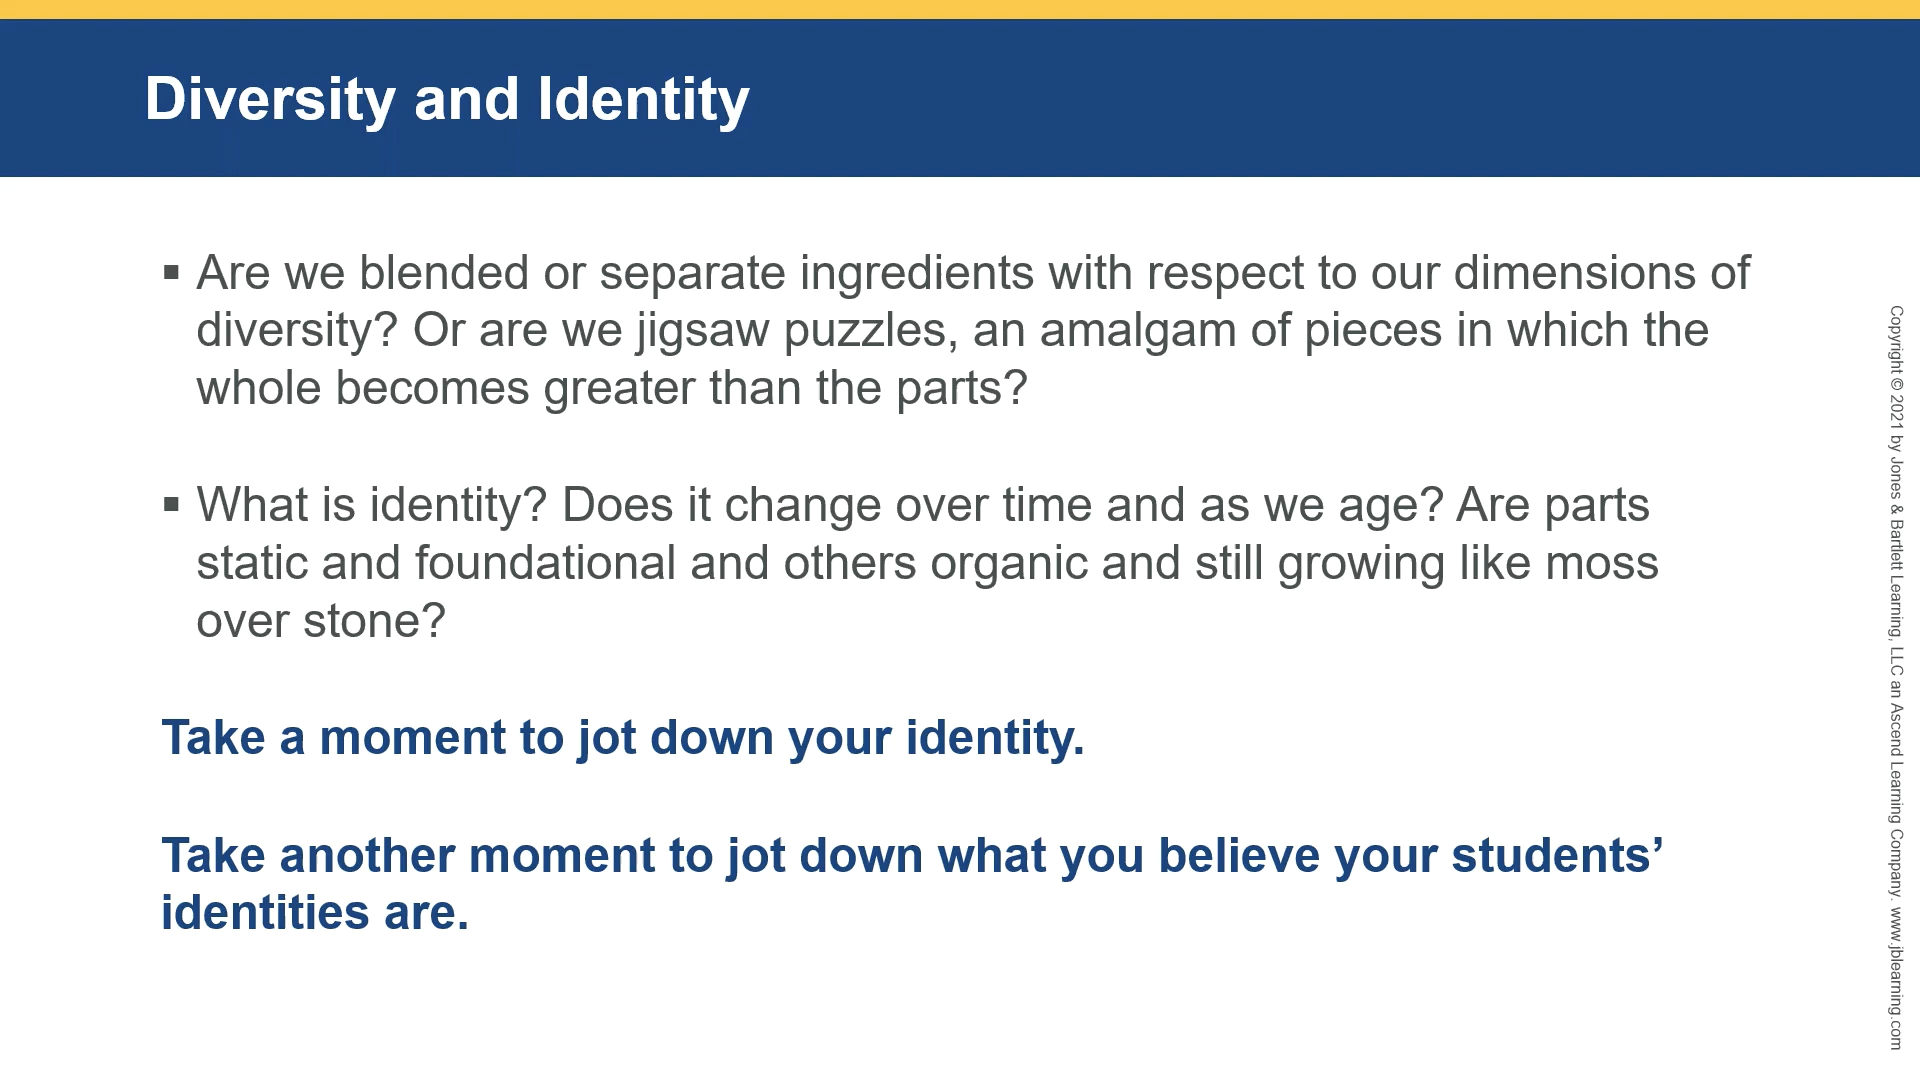 Diversity and Identity
▪ Are we blended or separate ingredients with respect to our dimensions of
diversity? Or are we jigsaw puzzles, an amalgam of pieces in which the
whole becomes greater than the parts?
▪ What is identity? Does it change over time and as we age? Are parts
static and foundational and others organic and still growing like moss
over stone?
Take a moment to jot down your identity.
Take another moment to jot down what you believe your students’
identities are.
Copyright © 2021 by Jones & Bartlett Learning, LLC an Ascend Learning Company. www.jblearning.com